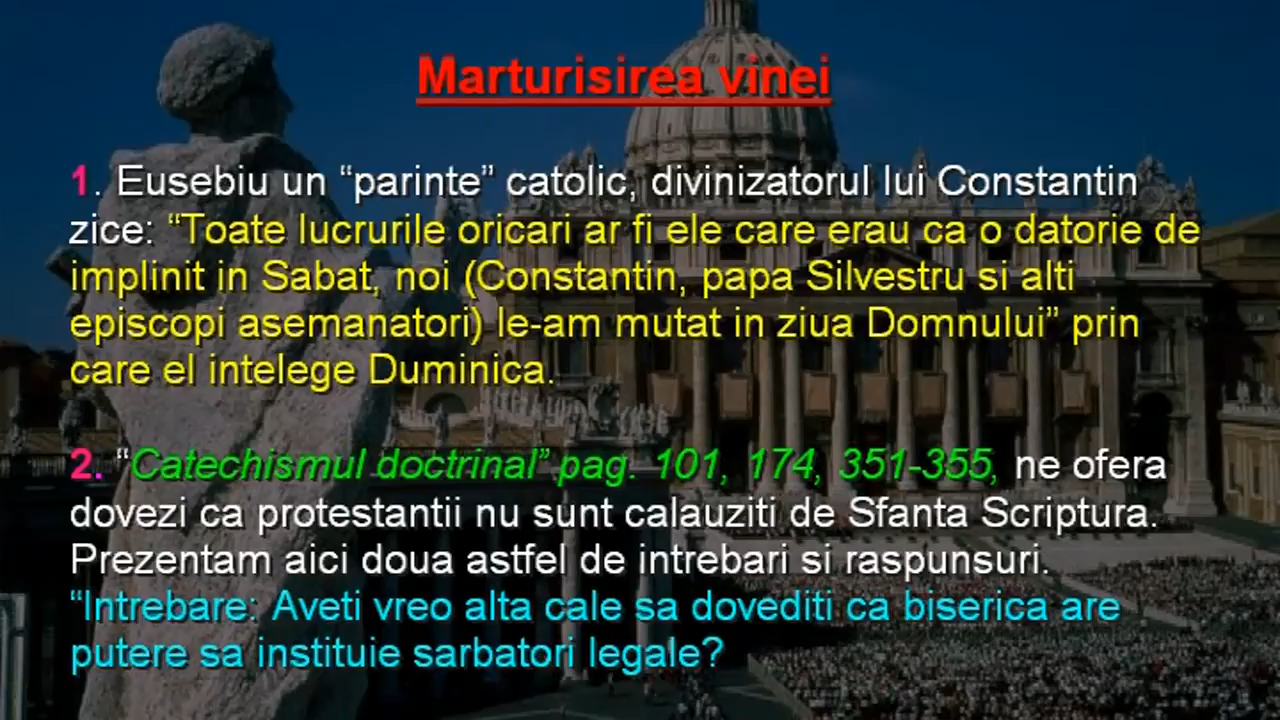 Marturisirea vinei
1. Eusebiu un “parinte” catolic, divinizatorul lui Constantin
zice: “Toate lucrurile oricari ar fi ele care erau ca o datorie de
implinit in Sabat, noi (Constantin, papa Silvestru si alti
episcopi asemanatori) le-am mutat in ziua Domnului” prin
care el intelege Duminica.
2. “Catechismul doctrinal” pag. 101, 174, 351-355, ne ofera
dovezi ca protestantii nu sunt calauziti de Sfanta Scriptura.
Prezentam aici doua astfel de intrebari si raspunsuri.
“Intrebare: Aveti vreo alta cale sa dovediti ca biserica are
putere sa instituie sarbatori legale?